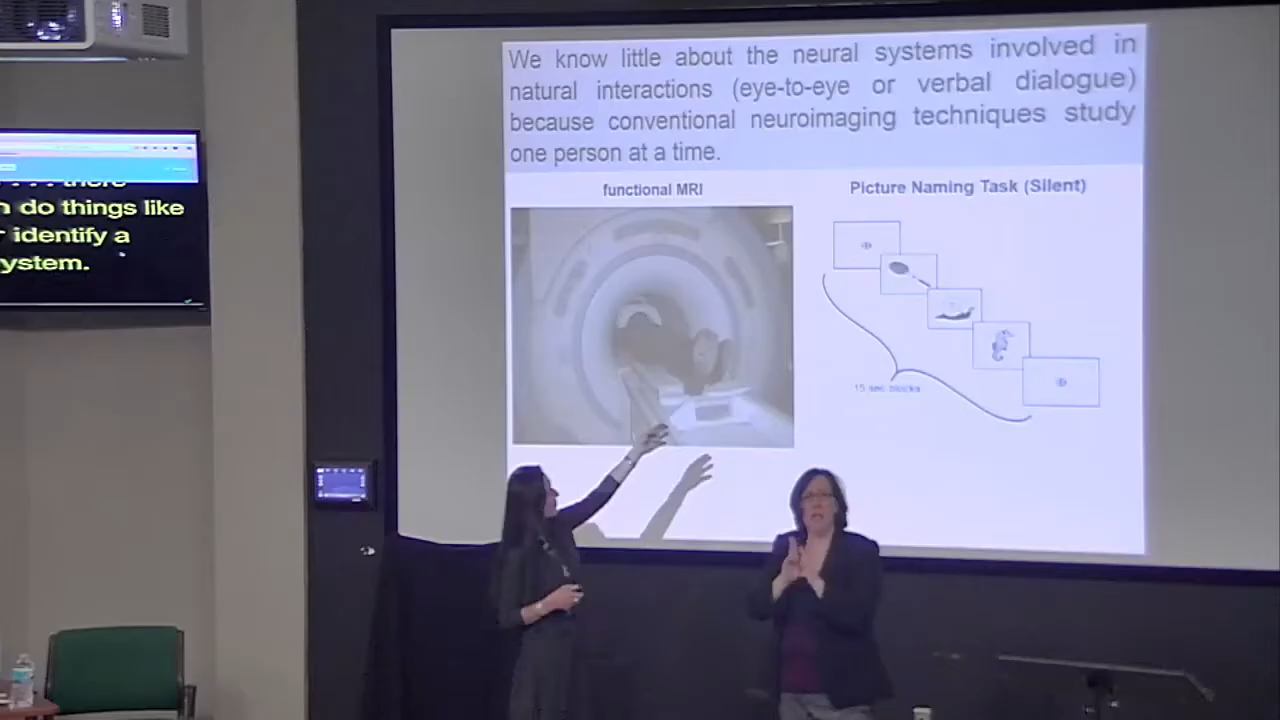 We know little about the neural systems involved in
natural interactions (eye-to-eye or verbal dialogue)
because conventional neuroimaging techniques study
one person at a time.
functional MRI
Picture Naming Task (Silent)
15 sec blocks
there
do things like
identify a
ystem.